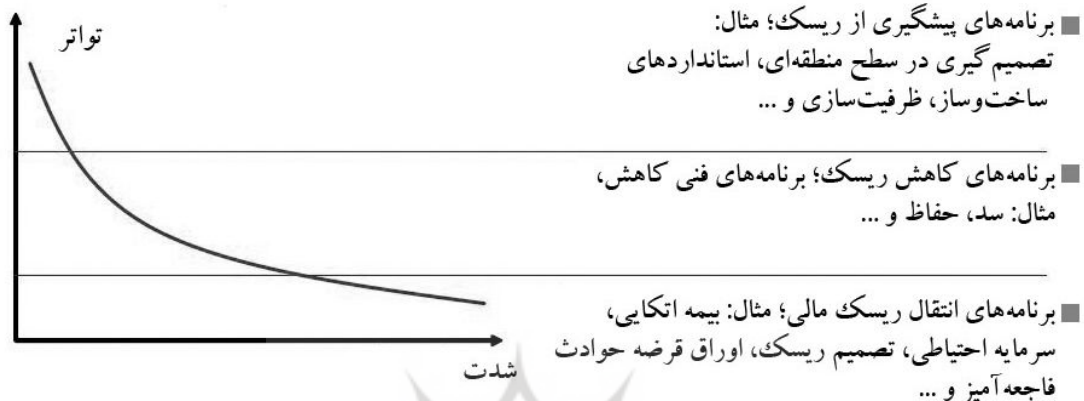 تواتر
برنامه‌های پیشگیری از ریسک؛ مثال:
تصمیم‌گیری در سطح منطقه‌ای، استانداردهای
ساخت‌وساز، ظرفیت‌سازی و ...
برنامه‌های کاهش ریسک؛ برنامه‌های فنی کاهش،
مثال: سد، حفاظ و ...
برنامه‌های انتقال ریسک مالی؛ مثال: بیمه اتکایی،
سرمایه احتیاطی، تصمیم ریسک، اوراق قرضه حوادث
فاجعه‌آمیز و ...
شدت